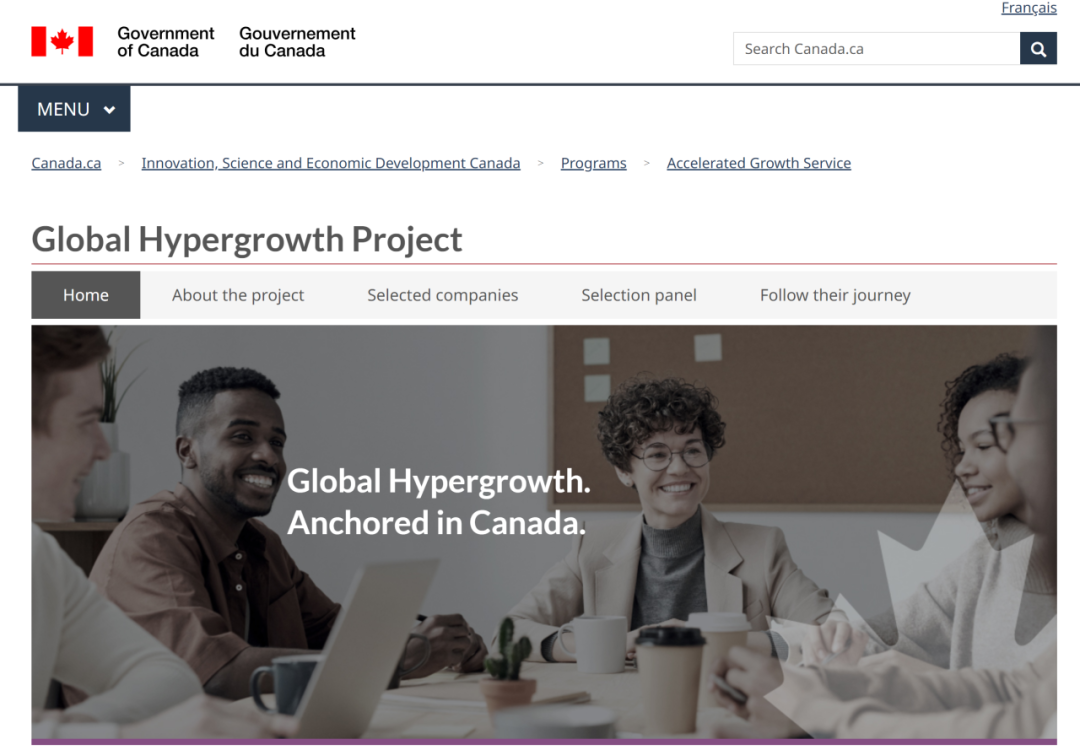 Français
Government
of Canada
Gouvernement
du Canada
Search Canada.ca
MENU
Canada.ca > Innovation, Science and Economic Development Canada > Programs > Accelerated Growth Service
Global Hypergrowth Project
Home About the project Selected companies Selection panel Follow their journey
Global Hypergrowth.
Anchored in Canada.